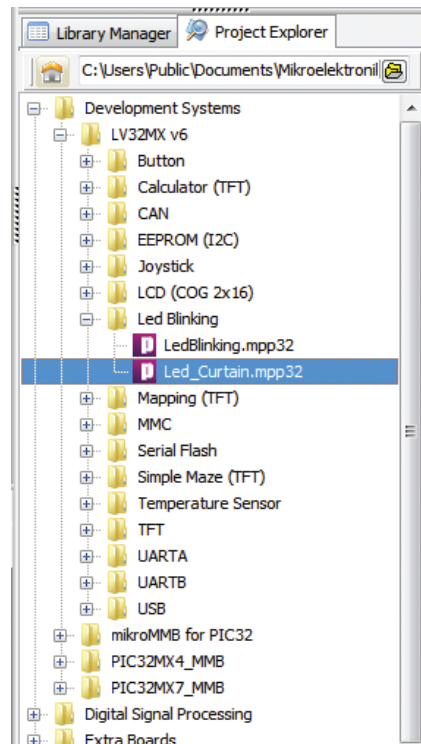 Library Manager Project Explorer
C:\Users\Public\Documents\Mikroelektronil
Development Systems
LV32MX v6
Button
Calculator (TFT)
CAN
EEPROM (I2C)
Joystick
LCD (COG 2x16)
Led Blinking
LedBlinking.mpp32
Led_Curtain.mpp32
Mapping (TFT)
MMC
Serial Flash
Simple Maze (TFT)
Temperature Sensor
TFT
UARTA
UARTB
USB
mikroMMB for PIC32
PIC32MX4_MMB
PIC32MX7_MMB
Digital Signal Processing
Extra Boards